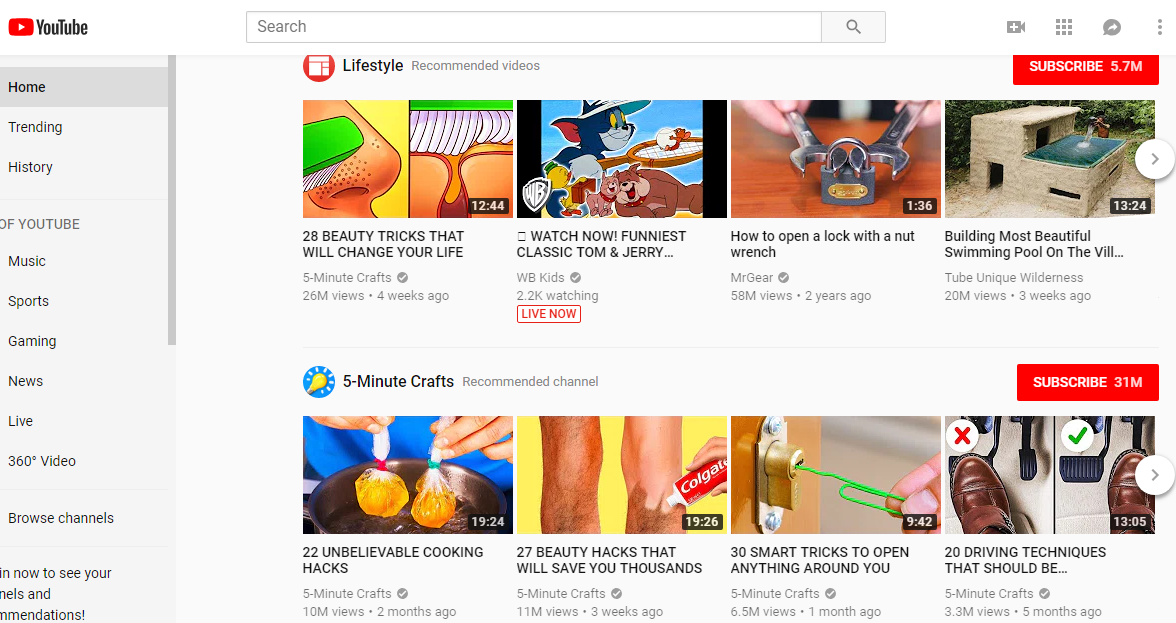 YouTube
Search
Home
Trending
History
OF YOUTUBE
Music
Sports
Gaming
News
Live
360° Video
Browse channels
in now to see your
nels and
mmendations!
Lifestyle Recommended videos
SUBSCRIBE 5.7M
12:44
28 BEAUTY TRICKS THAT
WILL CHANGE YOUR LIFE
5-Minute Crafts
26M views • 4 weeks ago
WB
WATCH NOW! FUNNIEST
CLASSIC TOM & JERRY…
WB Kids
2.2K watching
LIVE NOW
1:36
How to open a lock with a nut
wrench
MrGear
58M views • 2 years ago
13:24
Building Most Beautiful
Swimming Pool On The Vill…
Tube Unique Wilderness
20M views • 3 weeks ago
5-Minute Crafts Recommended channel
SUBSCRIBE 31M
19:24
22 UNBELIEVABLE COOKING
HACKS
5-Minute Crafts
10M views • 2 months ago
Colgate
19:26
27 BEAUTY HACKS THAT
WILL SAVE YOU THOUSANDS
5-Minute Crafts
11M views • 3 weeks ago
9:42
30 SMART TRICKS TO OPEN
ANYTHING AROUND YOU
5-Minute Crafts
6.5M views • 1 month ago
13:05
20 DRIVING TECHNIQUES
THAT SHOULD BE…
5-Minute Crafts
3.3M views • 5 months ago